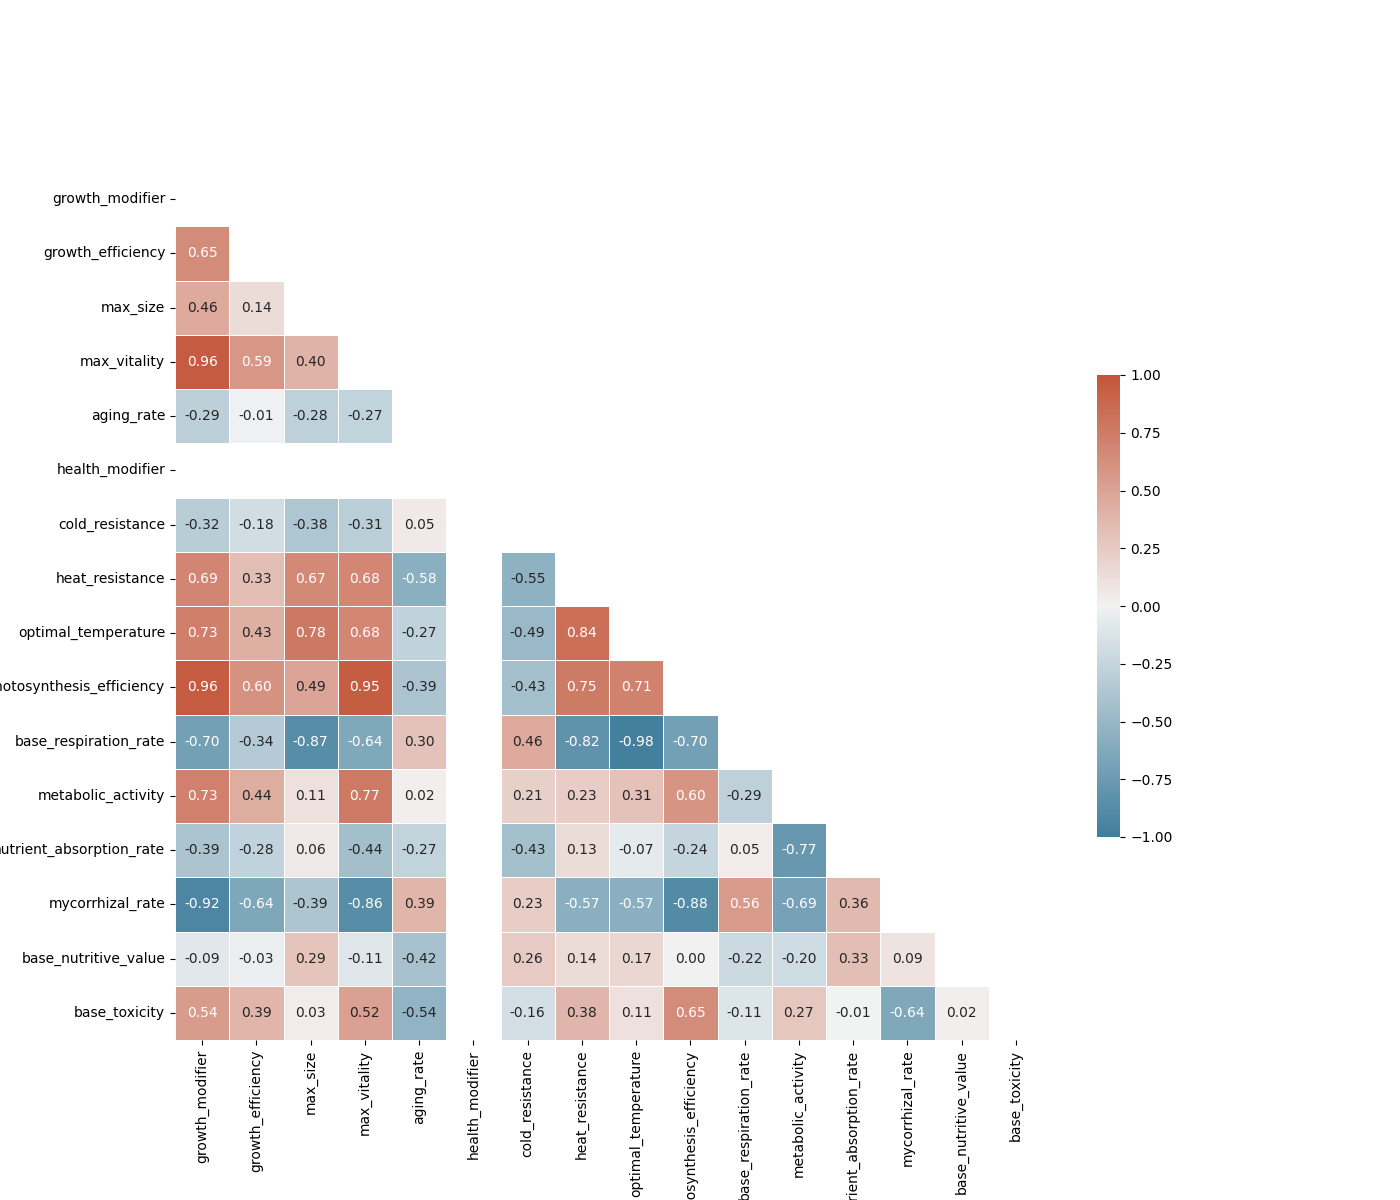 growth_modifier
growth_efficiency
0.65
max_size
0.46 0.14
max_vitality
0.96 0.59 0.40
1.00
aging_rate
-0.29 -0.01 -0.28 -0.27
0.75
health_modifier
0.50
cold_resistance
-0.32 -0.18 -0.38 -0.31 0.05
0.25
heat_resistance
0.69 0.33 0.67 0.68 -0.58 -0.55
0.00
optimal_temperature
0.73 0.43 0.78 0.68 -0.27 -0.49 0.84
−0.25
hotosynthesis_efficiency
0.96 0.60 0.49 0.95 -0.39 -0.43 0.75 0.71
−0.50
base_respiration_rate
-0.70 -0.34 -0.87 -0.64 0.30 0.46 -0.82 -0.98 -0.70
−0.75
metabolic_activity
0.73 0.44 0.11 0.77 0.02 0.21 0.23 0.31 0.60 -0.29
−1.00
utrient_absorption_rate
-0.39 -0.28 0.06 -0.44 -0.27 -0.43 0.13 -0.07 -0.24 0.05 -0.77
mycorrhizal_rate
-0.92 -0.64 -0.39 -0.86 0.39 0.23 -0.57 -0.57 -0.88 0.56 -0.69 0.36
base_nutritive_value
-0.09 -0.03 0.29 -0.11 -0.42 0.26 0.14 0.17 0.00 -0.22 -0.20 0.33 0.09
base_toxicity
0.54 0.39 0.03 0.52 -0.54 -0.16 0.38 0.11 0.65 -0.11 0.27 -0.01 -0.64 0.02
growth_modifier
growth_efficiency
max_size
max_vitality
aging_rate
health_modifier
cold_resistance
heat_resistance
optimal_temperature
osynthesis_efficiency
base_respiration_rate
metabolic_activity
rient_absorption_rate
mycorrhizal_rate
base_nutritive_value
base_toxicity